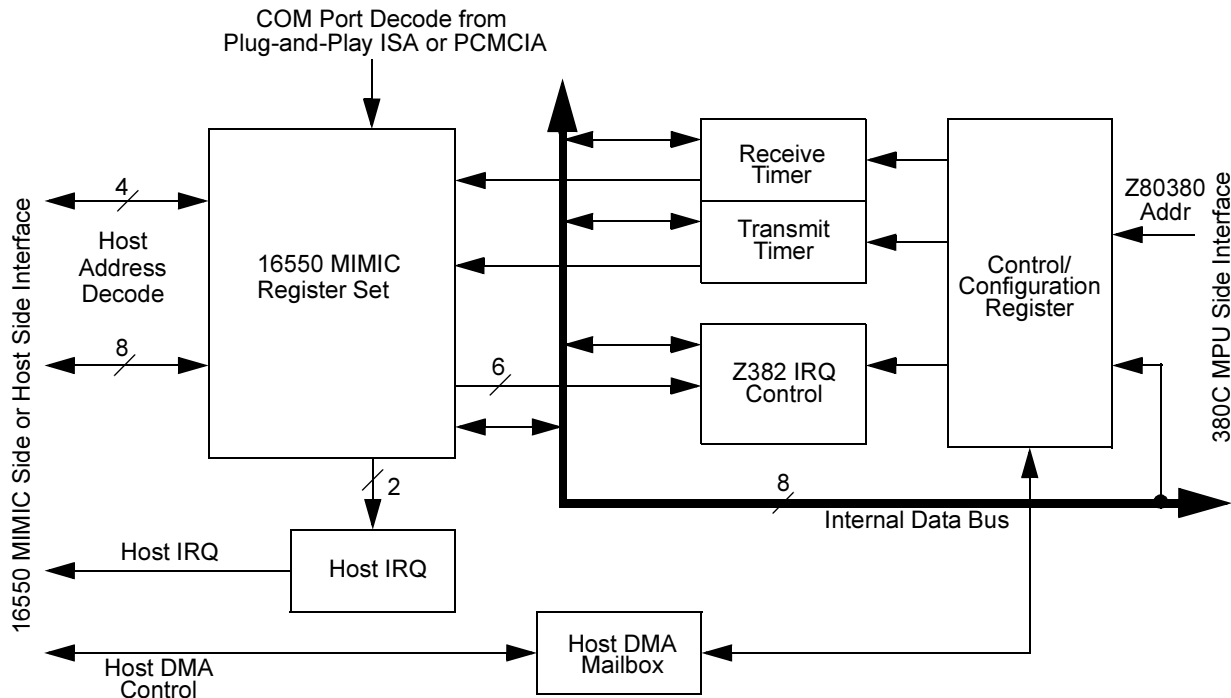 COM Port Decode from
Plug-and-Play ISA or PCMCIA
16550 MIMIC Side or Host Side Interface
4
Host
Address
Decode
8
16550 MIMIC
Register Set
6
2
Host IRQ
Host IRQ
Host DMA
Control
Host DMA
Mailbox
Receive
Timer
Transmit
Timer
Z382 IRQ
Control
8
Internal Data Bus
Control/
Configuration
Register
Z80380
Addr
380C MPU Side Interface